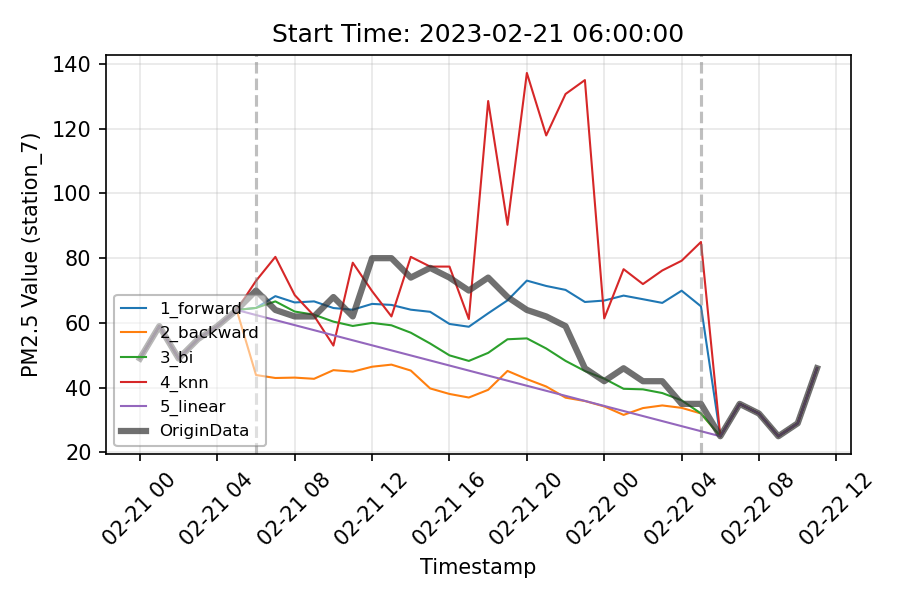 Start Time: 2023-02-21 06:00:00
PM2.5 Value (station_7)
140
120
100
80
60
40
20
1_forward
2_backward
3_bi
4_knn
5_linear
OriginData
02-21 00
02-21 04
02-21 08
02-21 12
02-21 16
02-21 20
02-22 00
02-22 04
02-22 08
02-22 12
Timestamp